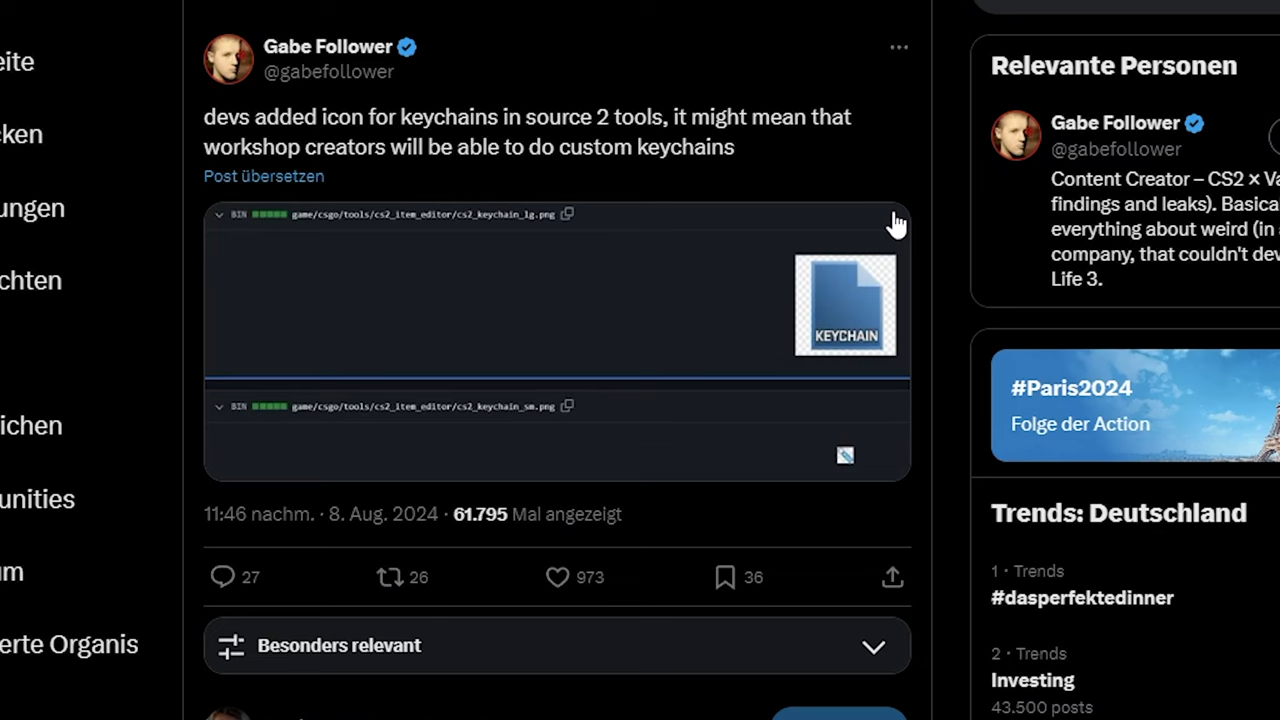 eite
cken
ungen
chten
ichen
unities
um
erte Organis
Gabe Follower
@gabefollower
devs added icon for keychains in source 2 tools, it might mean that
workshop creators will be able to do custom keychains
Post übersetzen
BIN game/csgo/tools/cs2_item_editor/cs2_keychain_lg.png
KEYCHAIN
BIN game/csgo/tools/cs2_item_editor/cs2_keychain_sm.png
11:46 nachm. · 8. Aug. 2024 · 61.795 Mal angezeigt
27 26 973 36
Besonders relevant
Relevante Personen
Gabe Follower
@gabefollower
Content Creator – CS2 × Va
findings and leaks). Basica
everything about weird (in
company, that couldn't dev
Life 3.
#Paris2024
Folge der Action
Trends: Deutschland
1 · Trends
#dasperfektedinner
2 · Trends
Investing
43.500 posts